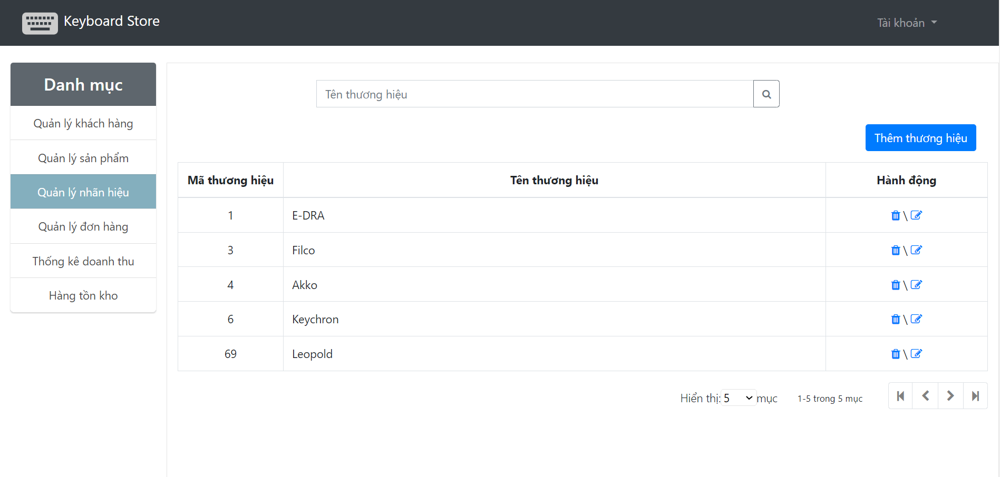 Keyboard Store
Tài khoản
Danh mục
Quản lý khách hàng
Quản lý sản phẩm
Quản lý nhãn hiệu
Quản lý đơn hàng
Thống kê doanh thu
Hàng tồn kho
Tên thương hiệu
Thêm thương hiệu
Mã thương hiệu Tên thương hiệu Hành động
1 E-DRA \
3 Filco \
4 Akko \
6 Keychron \
69 Leopold \
Hiển thị: 5 mục 1-5 trong 5 mục